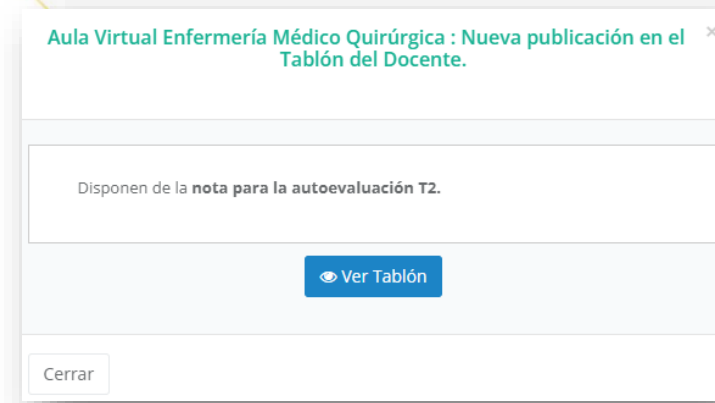 Aula Virtual Enfermería Médico Quirúrgica : Nueva publicación en el
Tablón del Docente.
×
Disponen de la nota para la autoevaluación T2.
Ver Tablón
Cerrar